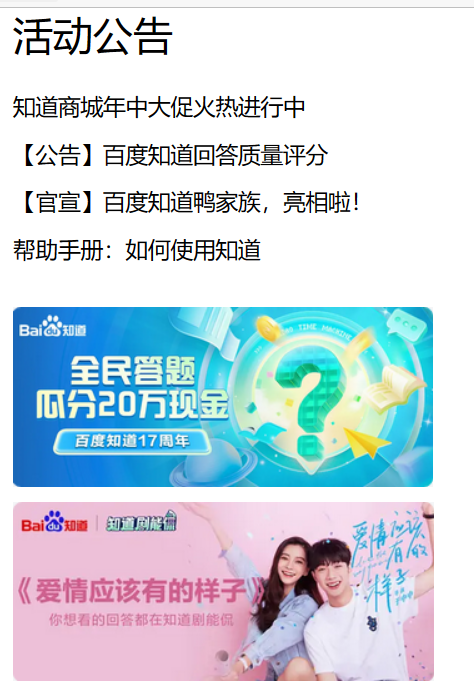 活动公告
知道商城年中大促火热进行中
【公告】百度知道回答质量评分
【官宣】百度知道鸭家族，亮相啦！
帮助手册：如何使用知道
Baidu知道
TIME MACHINE
全民答题
瓜分20万现金
百度知道17周年
Baidu知道 | 知道剧能侃
爱情应该
有的
样子
《爱情应该有的样子》
你想看的回答都在知道剧能侃